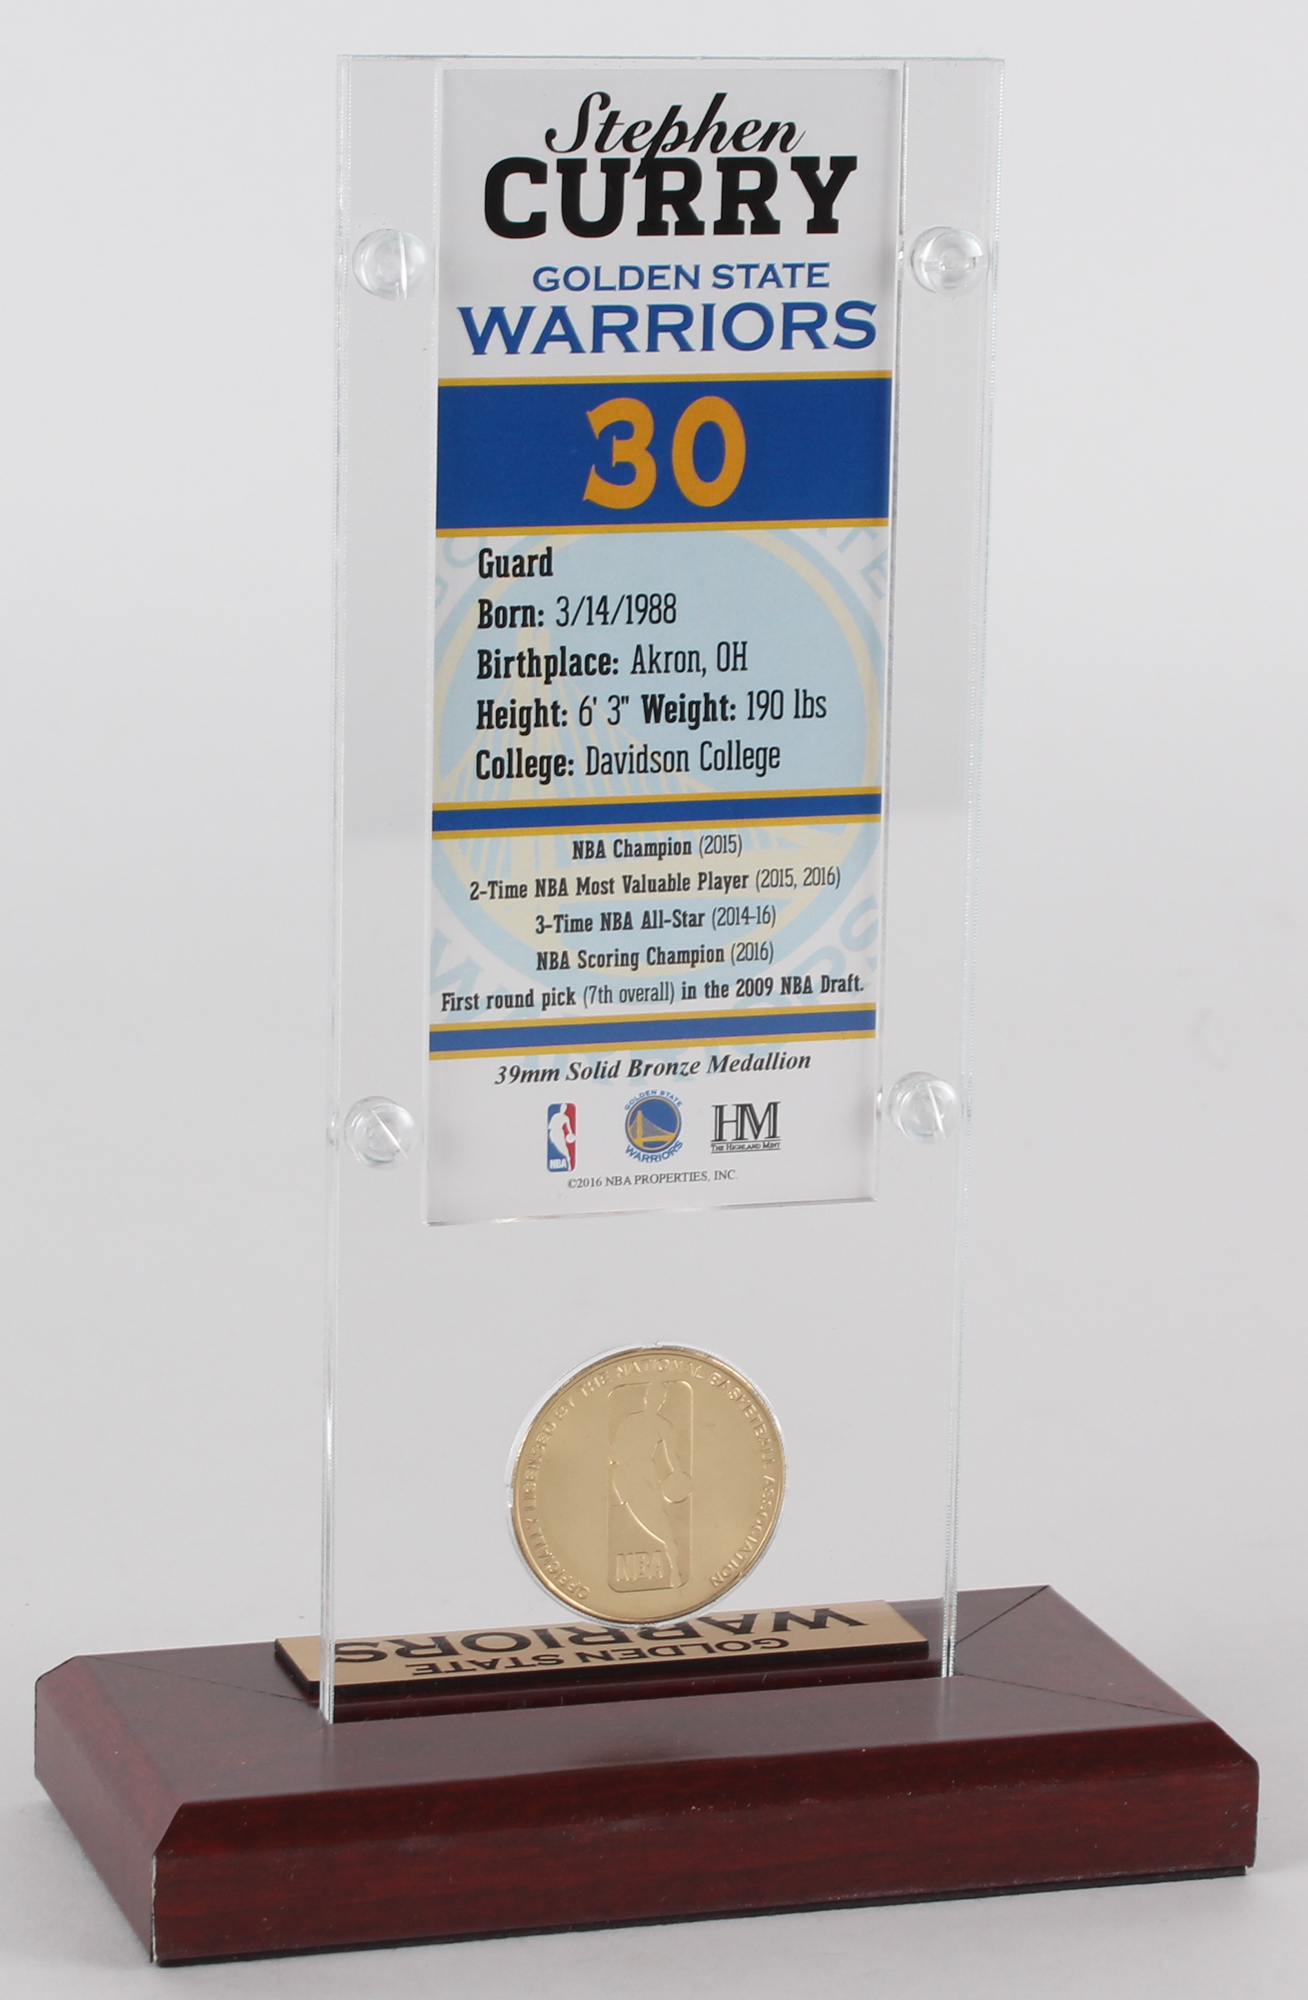 Stephen
CURRY
GOLDEN STATE
WARRIORS
30
Guard
Born: 3/14/1988
Birthplace: Akron, OH
Height: 6' 3" Weight: 190 lbs
College: Davidson College
NBA Champion (2015)
2-Time NBA Most Valuable Player (2015, 2016)
3-Time NBA All-Star (2014-16)
NBA Scoring Champion (2016)
First round pick (7th overall) in the 2009 NBA Draft.
39mm Solid Bronze Medallion
NBA
GOLDEN STATE
WARRIORS
HM
THE HIGHLAND MINT
©2016 NBA PROPERTIES, INC.
OFFICIALLY LICENSED BY THE NATIONAL BASKETBALL ASSOCIATION
NBA
GOLDEN STATE
WARRIORS